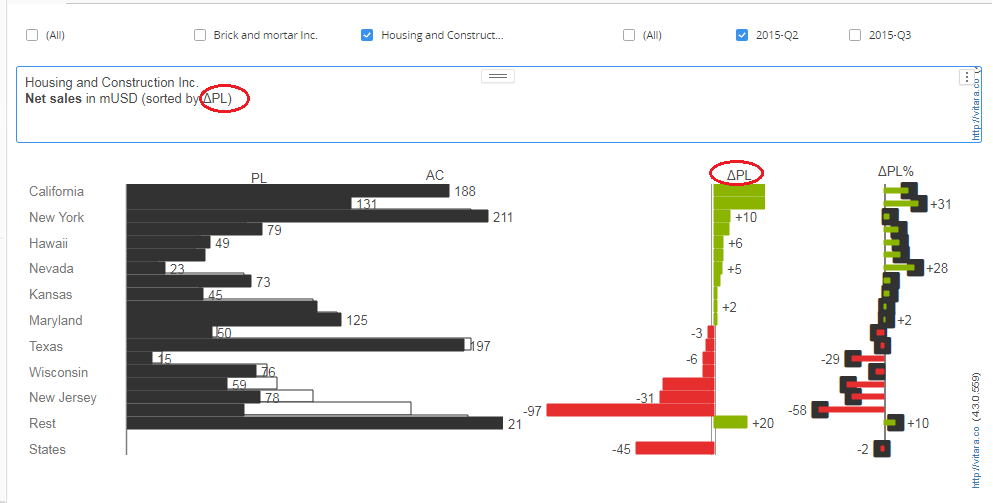 (All) Brick and mortar Inc. Housing and Construct... (All) 2015-Q2 2015-Q3
Housing and Construction Inc.
Net sales in mUSD (sorted by ΔPL)
http://vitara.co
PL AC ΔPL ΔPL%
California 188
131 +31
New York 211 +10
79
Hawaii 49 +6
Nevada 23 +5 +28
73
Kansas 45
+2
Maryland 125 +2
50 -3
Texas 197
15 -6 -29
Wisconsin 76
59
New Jersey 78 -31
-97 -58
Rest 21 +20 +10
States -45 -2
http://vitara.co (4.3.0.559)